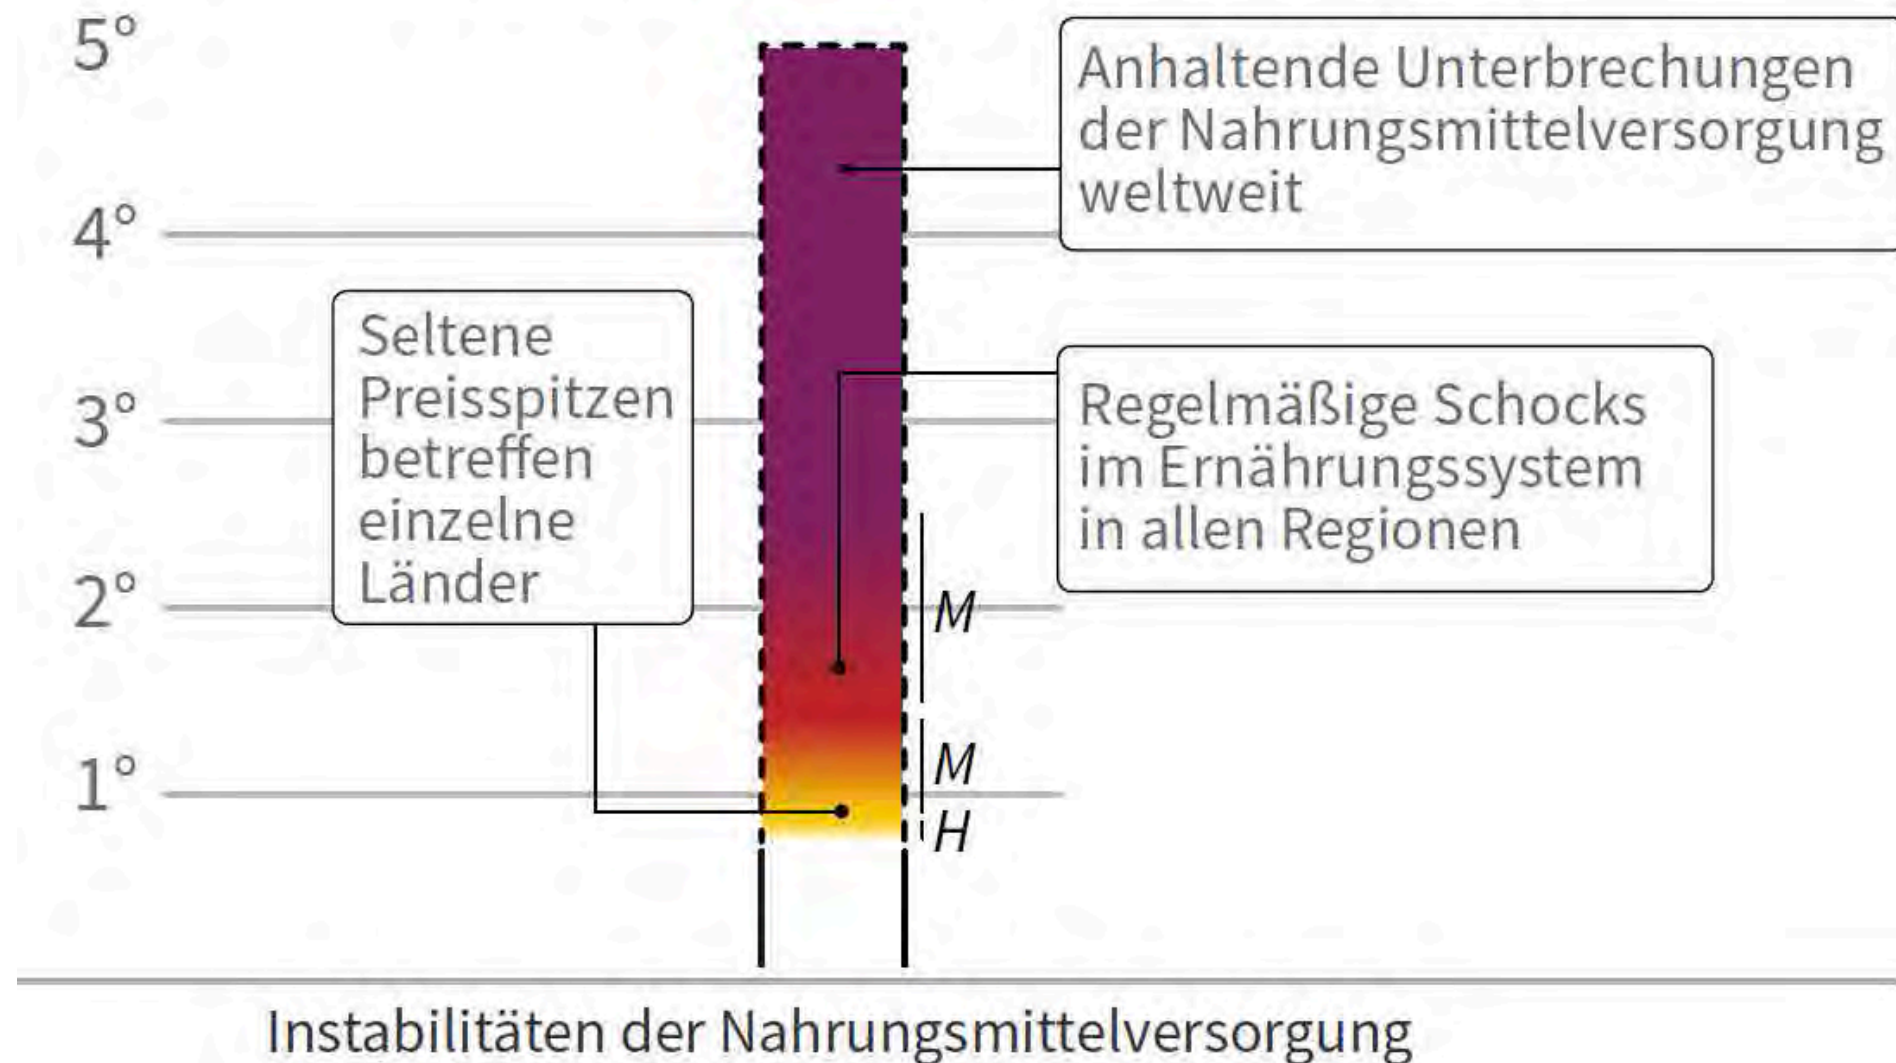 5°
Anhaltende Unterbrechungen
der Nahrungsmittelversorgung
weltweit
4°
Seltene
Preisspitzen
betreffen
einzelne
Länder
3°
Regelmäßige Schocks
im Ernährungssystem
in allen Regionen
2°
M
M
1°
H
Instabilitäten der Nahrungsmittelversorgung